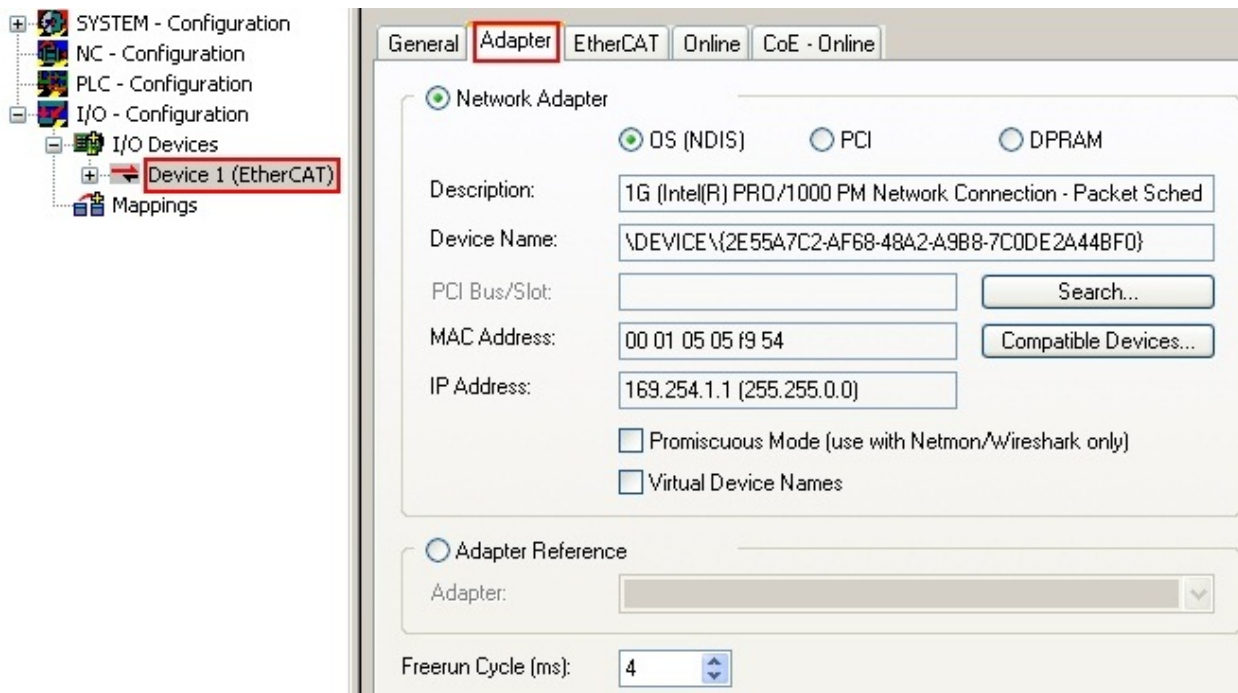 SYSTEM - Configuration
NC - Configuration
PLC - Configuration
I/O - Configuration
I/O Devices
Device 1 (EtherCAT)
Mappings
General Adapter EtherCAT Online CoE - Online
Network Adapter
OS (NDIS) PCI DPRAM
Description: 1G (Intel(R) PRO/1000 PM Network Connection - Packet Sched
Device Name: \DEVICE\{2E55A7C2-AF68-48A2-A9B8-7C0DE2A44BF0}
PCI Bus/Slot: Search...
MAC Address: 00 01 05 05 f9 54 Compatible Devices...
IP Address: 169.254.1.1 (255.255.0.0)
Promiscuous Mode (use with Netmon/Wireshark only)
Virtual Device Names
Adapter Reference
Adapter:
Freerun Cycle (ms): 4